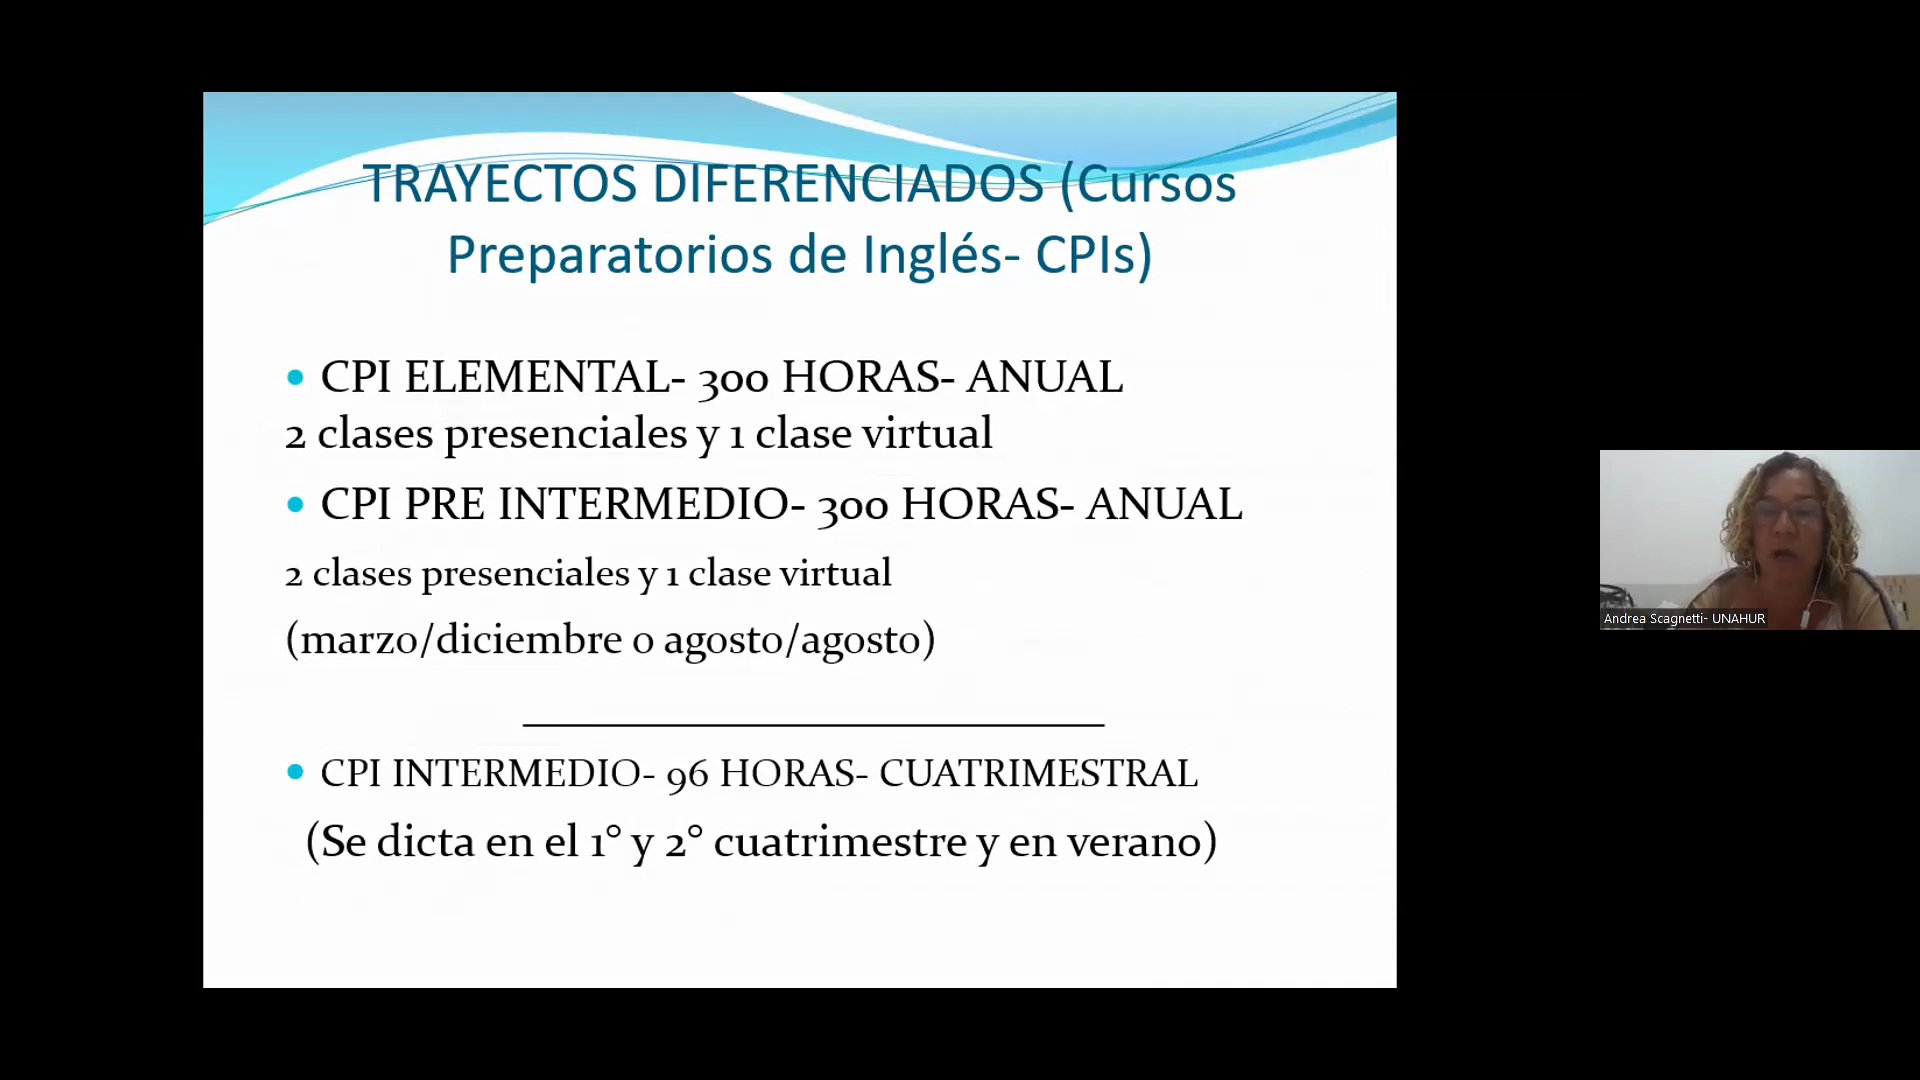 TRAYECTOS DIFERENCIADOS (Cursos
Preparatorios de Inglés- CPIs)
• CPI ELEMENTAL- 300 HORAS- ANUAL
2 clases presenciales y 1 clase virtual
• CPI PRE INTERMEDIO- 300 HORAS- ANUAL
2 clases presenciales y 1 clase virtual
(marzo/diciembre o agosto/agosto)
• CPI INTERMEDIO- 96 HORAS- CUATRIMESTRAL
(Se dicta en el 1° y 2° cuatrimestre y en verano)
Andrea Scagnetti- UNAHUR